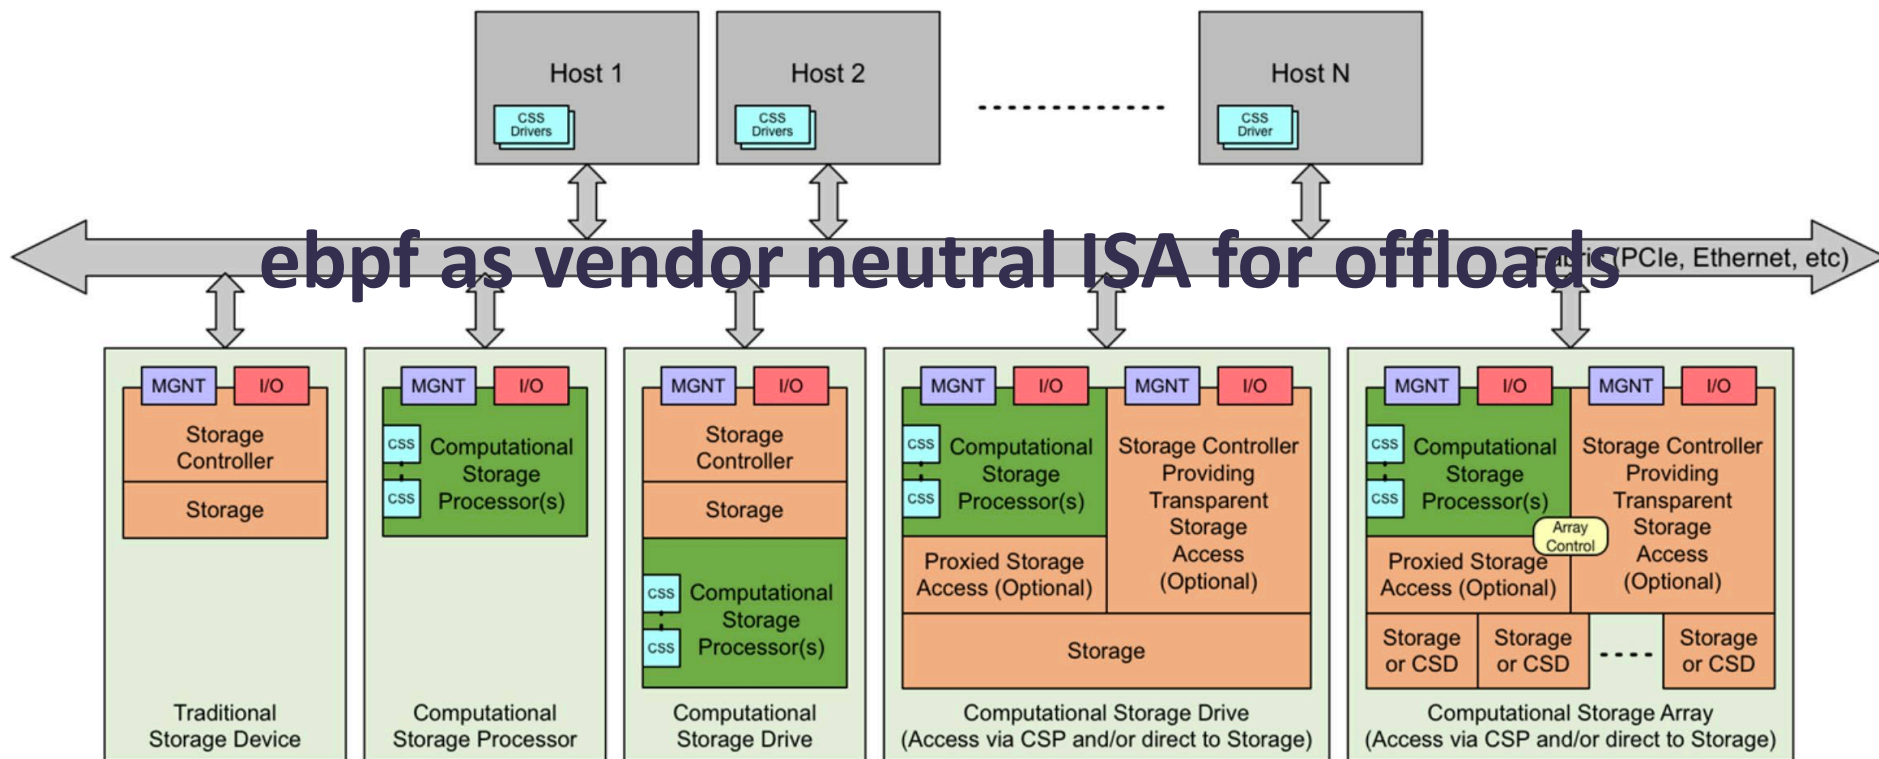 Host 1
CSS
Drivers
Host 2
CSS
Drivers
Host N
CSS
Driver
ebpf as vendor neutral ISA for offloads
Fabric (PCIe, Ethernet, etc)
MGNT
I/O
Storage
Controller
Storage
Traditional
Storage Device
MGNT
I/O
CSS
CSS
Computational
Storage
Processor(s)
Computational
Storage Processor
MGNT
I/O
Storage
Controller
Storage
CSS
CSS
Computational
Storage
Processor(s)
Computational
Storage Drive
MGNT
I/O
CSS
CSS
Computational
Storage
Processor(s)
Proxied Storage
Access (Optional)
MGNT
I/O
Storage Controller
Providing
Transparent
Storage
Access
(Optional)
Storage
Computational Storage Drive
(Access via CSP and/or direct to Storage)
MGNT
I/O
CSS
CSS
Computational
Storage
Processor(s)
Array
Control
Proxied Storage
Access (Optional)
MGNT
I/O
Storage Controller
Providing
Transparent
Storage
Access
(Optional)
Storage
or CSD
Storage
or CSD
Storage
or CSD
Computational Storage Array
(Access via CSP and/or direct to Storage)